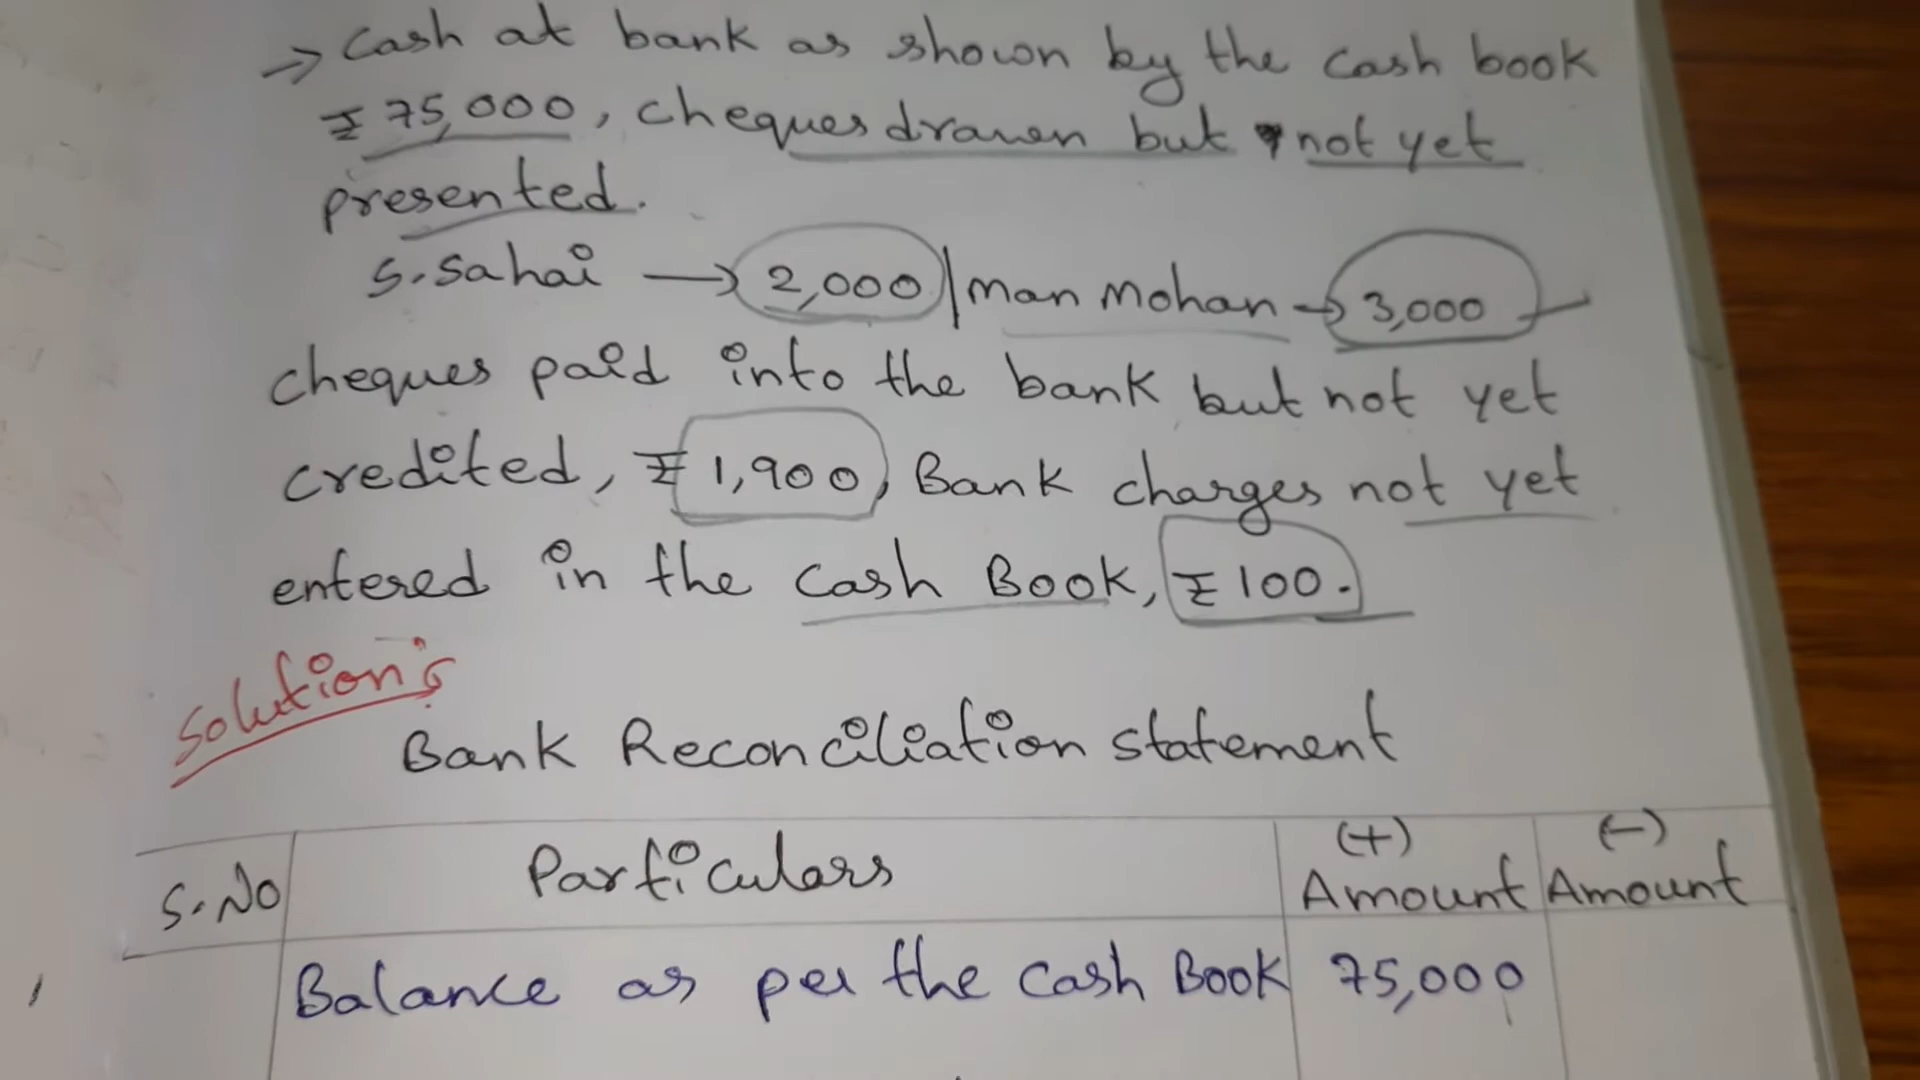 → Cash at bank as shown by the cash book
₹ 75,000, cheques drawen but not yet
presented.
S. Sahai → 2,000 / Man Mohan → 3,000
cheques paid into the bank but not yet
credited, ₹ 1,900, Bank charges not yet
entered in the Cash Book, ₹ 100.
Solution:
Bank Reconciliation statement
S.No Particulars (+) Amount (-) Amount
Balance as per the Cash Book 75,000